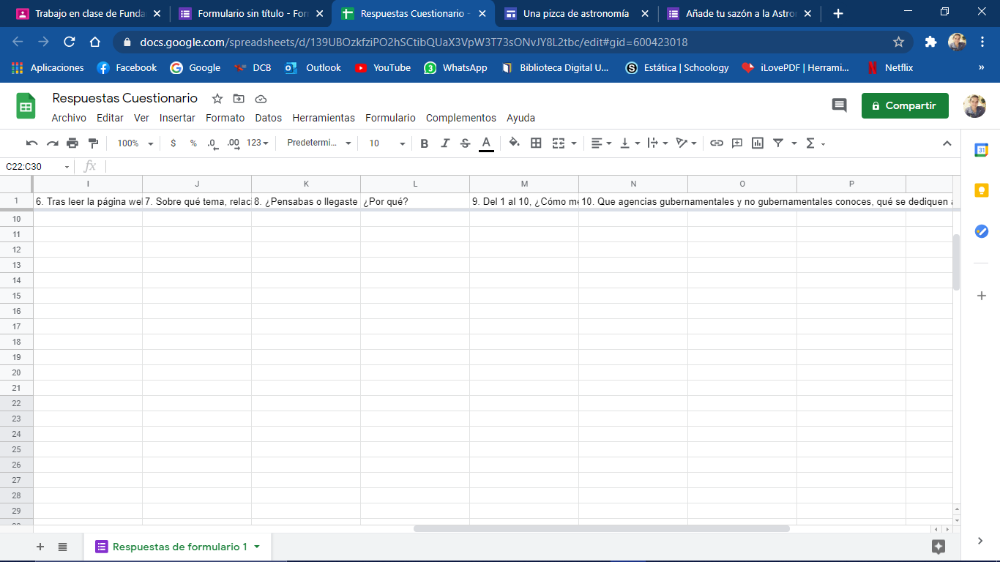 Trabajo en clase de Funda
Formulario sin título - For
Respuestas Cuestionario -
Una pizca de astronomía
Añade tu sazón a la Astro
docs.google.com/spreadsheets/d/139UBOzkfziPO2hSCtibQUaX3VpW3T73sONvJY8L2tbc/edit#gid=600423018
Aplicaciones Facebook Google DCB Outlook YouTube 3 WhatsApp Biblioteca Digital U... S Estática | Schoology iLovePDF | Herrami... Netflix »
Respuestas Cuestionario
Archivo Editar Ver Insertar Formato Datos Herramientas Formulario Complementos Ayuda
Compartir
100% $ % .0 .00 123 Predetermi... 10 B I S A Σ
31
C22:C30 fx
I J K L M N O P
1 6. Tras leer la página wel 7. Sobre qué tema, relac 8. ¿Pensabas o llegaste ¿Por qué? 9. Del 1 al 10, ¿Cómo me 10. Que agencias gubernamentales y no gubernamentales conoces, qué se dediquen a
10
11
12
13
14
15
16
17
18
19
20
21
22
23
24
25
26
27
28
29
Respuestas de formulario 1